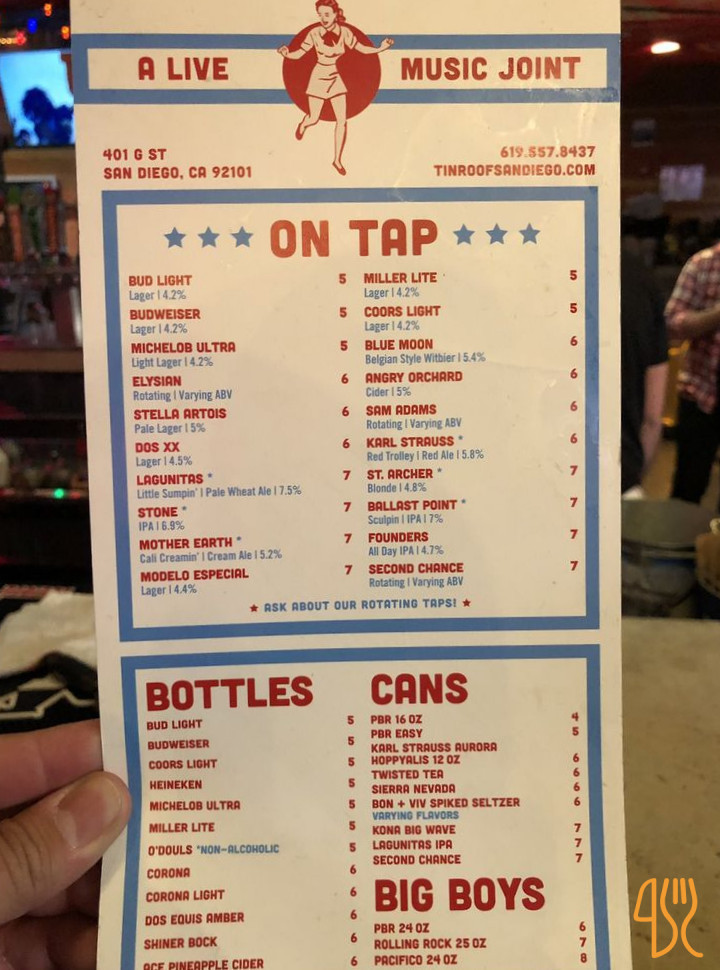 A LIVE MUSIC JOINT
401 G ST
SAN DIEGO, CA 92101
619.557.8437
TINROOFSANDIEGO.COM
★ ★ ★ ON TAP ★ ★ ★
BUD LIGHT 5
Lager | 4.2%
BUDWEISER 5
Lager | 4.2%
MICHELOB ULTRA 5
Light Lager | 4.2%
ELYSIAN 6
Rotating | Varying ABV
STELLA ARTOIS 6
Pale Lager | 5%
DOS XX 6
Lager | 4.5%
LAGUNITAS * 7
Little Sumpin' | Pale Wheat Ale | 7.5%
STONE * 7
IPA | 6.9%
MOTHER EARTH * 7
Cali Creamin' | Cream Ale | 5.2%
MODELO ESPECIAL 7
Lager | 4.4%
MILLER LITE 5
Lager | 4.2%
COORS LIGHT 5
Lager | 4.2%
BLUE MOON 6
Belgian Style Witbier | 5.4%
ANGRY ORCHARD 6
Cider | 5%
SAM ADAMS 6
Rotating | Varying ABV
KARL STRAUSS * 6
Red Trolley | Red Ale | 5.8%
ST. ARCHER * 7
Blonde | 4.8%
BALLAST POINT * 7
Sculpin | IPA | 7%
FOUNDERS 7
All Day IPA | 4.7%
SECOND CHANCE 7
Rotating | Varying ABV
★ ASK ABOUT OUR ROTATING TAPS! ★
BOTTLES
BUD LIGHT 5
BUDWEISER 5
COORS LIGHT 5
HEINEKEN 5
MICHELOB ULTRA 5
MILLER LITE 5
O'DOULS *NON-ALCOHOLIC 5
CORONA 6
CORONA LIGHT 6
DOS EQUIS AMBER 6
SHINER BOCK 6
ACE PINEAPPLE CIDER 6
CANS
PBR 16 OZ 4
PBR EASY 5
KARL STRAUSS AURORA
HOPPYALIS 12 OZ 6
TWISTED TEA 6
SIERRA NEVADA 6
BON + VIV SPIKED SELTZER 6
VARYING FLAVORS
KONA BIG WAVE 7
LAGUNITAS IPA 7
SECOND CHANCE 7
BIG BOYS
PBR 24 OZ 6
ROLLING ROCK 25 OZ 7
PACIFICO 24 OZ 8